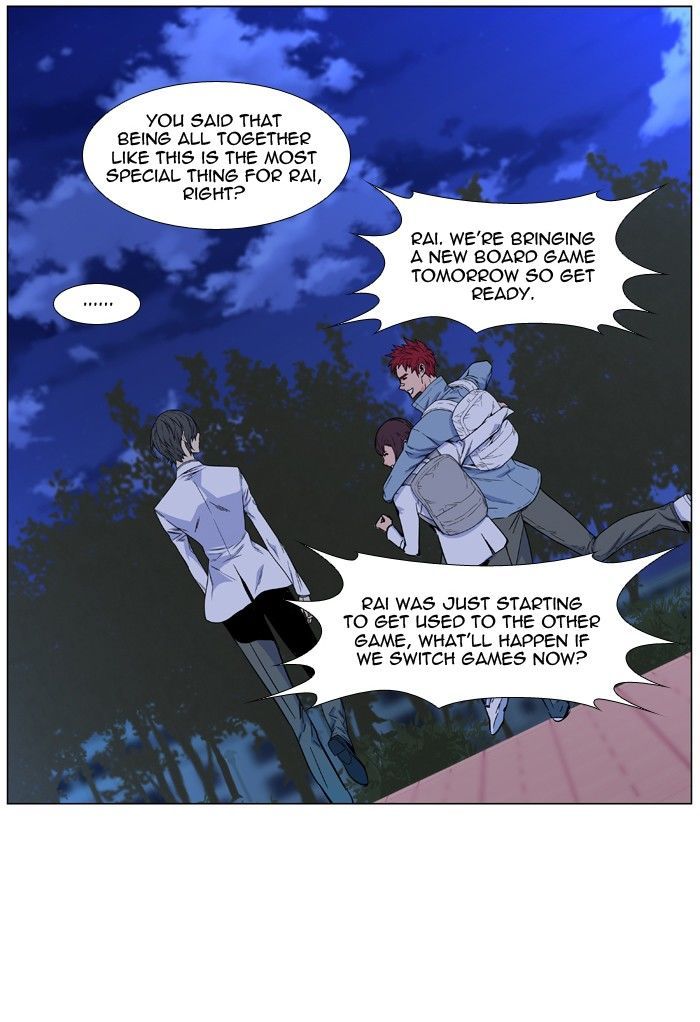 YOU SAID THAT
BEING ALL TOGETHER
LIKE THIS IS THE MOST
SPECIAL THING FOR RAI,
RIGHT?
RAI. WE'RE BRINGING
A NEW BOARD GAME
TOMORROW SO GET
READY.
......
RAI WAS JUST STARTING
TO GET USED TO THE OTHER
GAME, WHAT'LL HAPPEN IF
WE SWITCH GAMES NOW?